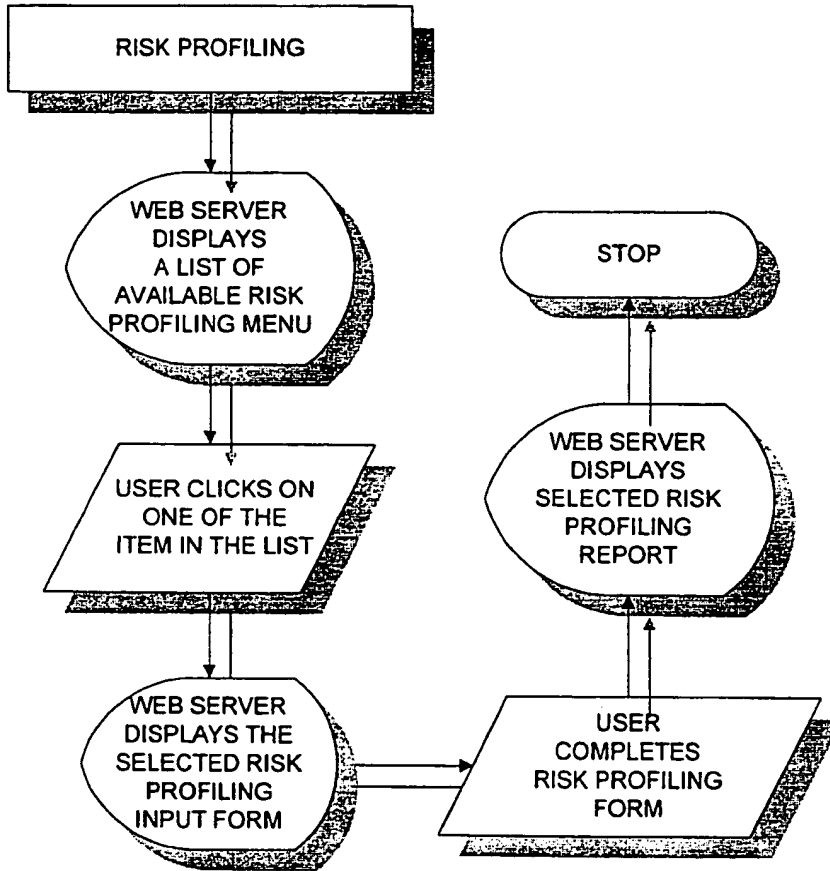 RISK PROFILING
WEB SERVER
DISPLAYS
A LIST OF
AVAILABLE RISK
PROFILING MENU
USER CLICKS ON
ONE OF THE
ITEM IN THE LIST
WEB SERVER
DISPLAYS THE
SELECTED RISK
PROFILING
INPUT FORM
USER
COMPLETES
RISK PROFILING
FORM
WEB SERVER
DISPLAYS
SELECTED RISK
PROFILING
REPORT
STOP